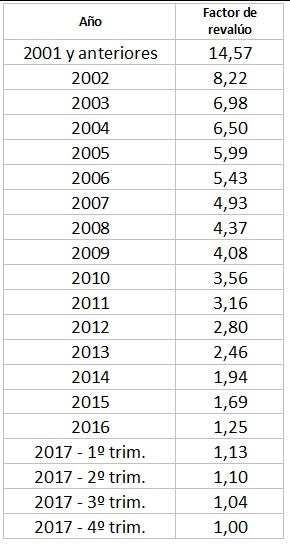 Año Factor de
revalúo
2001 y anteriores 14,57
2002 8,22
2003 6,98
2004 6,50
2005 5,99
2006 5,43
2007 4,93
2008 4,37
2009 4,08
2010 3,56
2011 3,16
2012 2,80
2013 2,46
2014 1,94
2015 1,69
2016 1,25
2017 - 1º trim. 1,13
2017 - 2º trim. 1,10
2017 - 3º trim. 1,04
2017 - 4º trim. 1,00